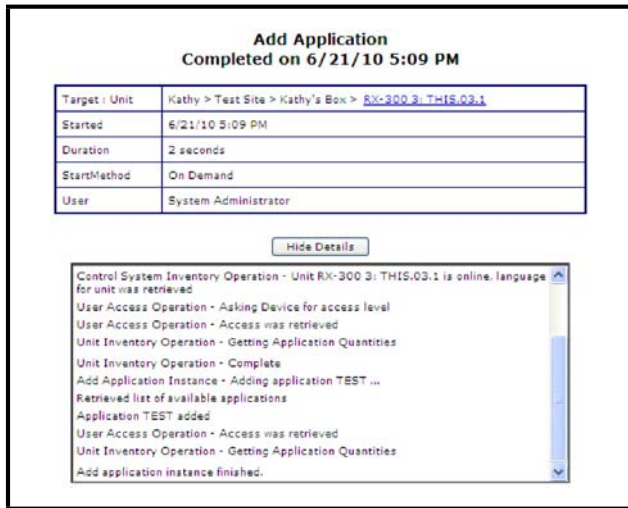 Add Application
Completed on 6/21/10 5:09 PM
Target : Unit Kathy > Test Site > Kathy's Box > RX-300 3: THIS.03.1
Started 6/21/10 5:09 PM
Duration 2 seconds
StartMethod On Demand
User System Administrator
Hide Details
Control System Inventory Operation - Unit RX-300 3: THIS.03.1 is online, language
for unit was retrieved
User Access Operation - Asking Device for access level
User Access Operation - Access was retrieved
Unit Inventory Operation - Getting Application Quantities
Unit Inventory Operation - Complete
Add Application Instance - Adding application TEST ...
Retrieved list of available applications
Application TEST added
User Access Operation - Access was retrieved
Unit Inventory Operation - Getting Application Quantities
Add application instance finished.